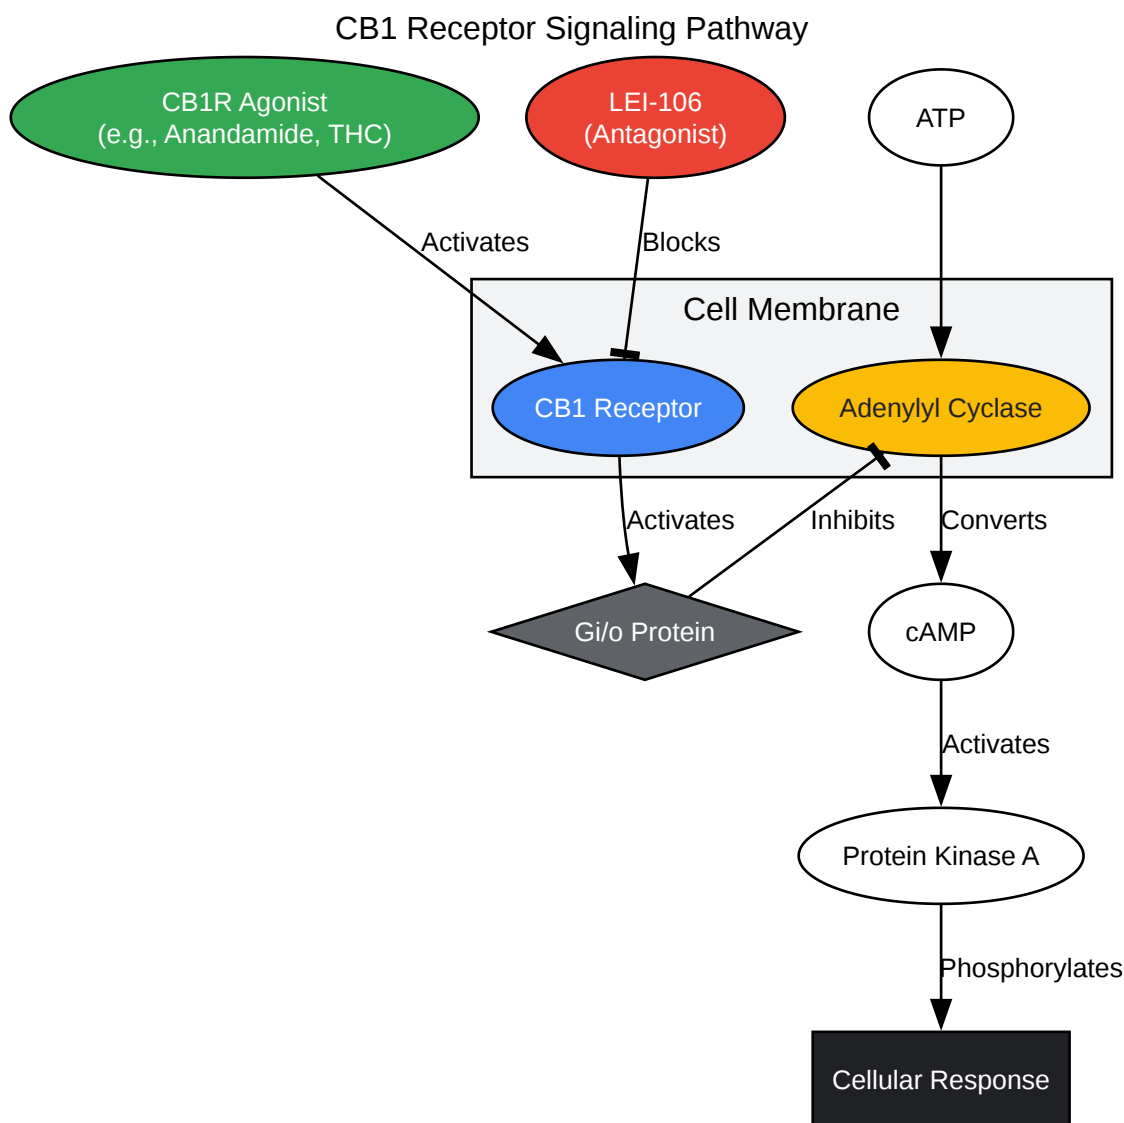 CB1 Receptor Signaling Pathway
CB1R Agonist
(e.g., Anandamide, THC)
LEI-106
(Antagonist)
ATP
Activates
Blocks
Cell Membrane
CB1 Receptor
Adenylyl Cyclase
Activates
Inhibits
Converts
Gi/o Protein
cAMP
Activates
Protein Kinase A
Phosphorylates
Cellular Response